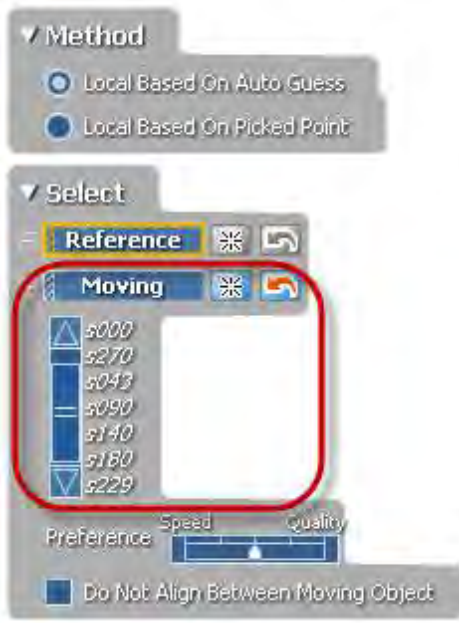 Method
Local Based On Auto Guess
Local Based On Picked Point
Select
Reference
Moving
s000
s270
s043
s090
s140
s180
s229
Speed Quality
Preference
Do Not Align Between Moving Object